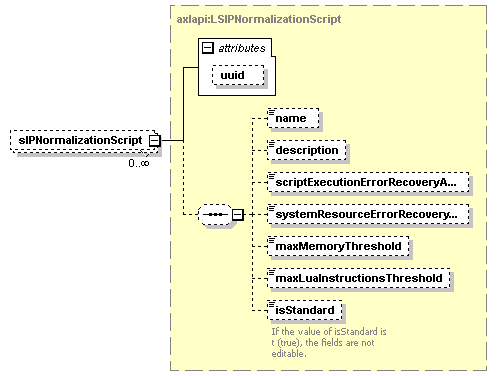 axlapi:LSIPNormalizationScript
attributes
uuid
sIPNormalizationScript
0..∞
name
description
scriptExecutionErrorRecoveryA...
systemResourceErrorRecovery...
maxMemoryThreshold
maxLuaInstructionsThreshold
isStandard
If the value of isStandard is
t (true), the fields are not
editable.